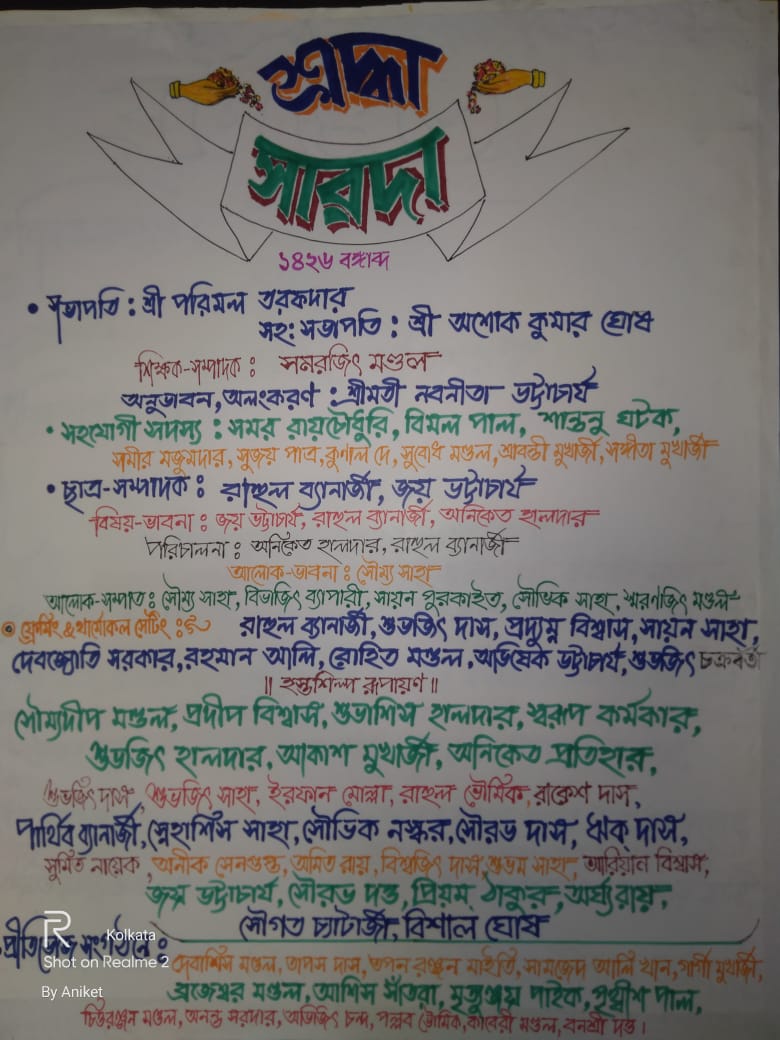 শ্রদ্ধা
সারদা
১৪২৬ বঙ্গাব্দ
• সভাপতি : শ্রী পরিমল তরফদার
সহ: সভাপতি : শ্রী অশোক কুমার ঘোষ
শিক্ষক-সম্পাদক : সমরজিৎ মণ্ডল
অনুভাবন, অলংকরণ : শ্রীমতী নবনীতা ভট্টাচার্য
• সহযোগী সদস্য : সমর রায়চৌধুরি, বিমল পাল, শান্তনু ঘটক,
সমীর মজুমদার, সুজয় পাত্র, কুণাল দে, সুবোধ মণ্ডল, শ্রাবন্তী মুখার্জী, সঙ্গীতা মুখার্জী
• ছাত্র-সম্পাদক : রাহুল ব্যানার্জী, জয় ভট্টাচার্য
বিষয়-ভাবনা : জয় ভট্টাচার্য, রাহুল ব্যানার্জী, অনিকেত হালদার
পরিচালনা : অনিকেত হালদার, রাহুল ব্যানার্জী
আলোক-ভাবনা : সৌম্য সাহা
আলোক-সম্পাত : সৌম্য সাহা, বিভাজিৎ ব্যাপারী, সায়ন পুরকাইত, সৌভিক সাহা, স্মরণজিৎ মণ্ডল
ফ্রেমিং & থার্মোকল সেটিং : রাহুল ব্যানার্জী, শুভজিৎ দাস, প্রদ্যুম্ন বিশ্বাস, সায়ন সাহা,
দেবজ্যোতি সরকার, রহমান আলি, রোহিত মণ্ডল, অভিষেক ভট্টাচার্য, শুভজিৎ চক্রবর্তী
॥ হস্তশিল্প রূপায়ণ ॥
সৌম্যদীপ মণ্ডল, প্রদীপ বিশ্বাস, শুভাশিস হালদার, স্বরূপ কর্মকার,
শুভজিৎ হালদার, আকাশ মুখার্জী, অনিকেত প্রতিহার,
শুভজিৎ দাস, শুভজিৎ সাহা, ইরফান মোল্লা, রাহুল ভৌমিক, রাকেশ দাস,
পার্থিব ব্যানার্জী, স্নেহাশিস সাহা, সৌভিক নস্কর, সৌরভ দাস, ঋক্ দাস,
সুমিত নায়েক, অনীক সেনগুপ্ত, অমিত রায়, বিশ্বজিৎ দাস, শুভম সাহা, আরিয়ান বিশ্বাস,
জয় ভট্টাচার্য, সৌরভ দত্ত, প্রিয়ম ঠাকুর, অর্ঘ্য রায়,
সৌগত চ্যাটার্জী, বিশাল ঘোষ
প্রীতিভোজ সংগঠনে :
দেবাশিস মণ্ডল, তাপস দাস, তপন রঞ্জন মাইতি, সামজেদ আলি খান, গার্গী মুখার্জী,
ব্রজেশ্বর মণ্ডল, আশিস সাঁতরা, মৃত্যুঞ্জয় পাইক, পৃথ্বীশ পাল,
চিত্তরঞ্জন মণ্ডল, অনন্ত সরদার, অভিজিৎ চন্দ, পল্লব ভৌমিক, কাবেরী মণ্ডল, বনশ্রী দত্ত।
R
Kolkata
Shot on Realme 2
By Aniket